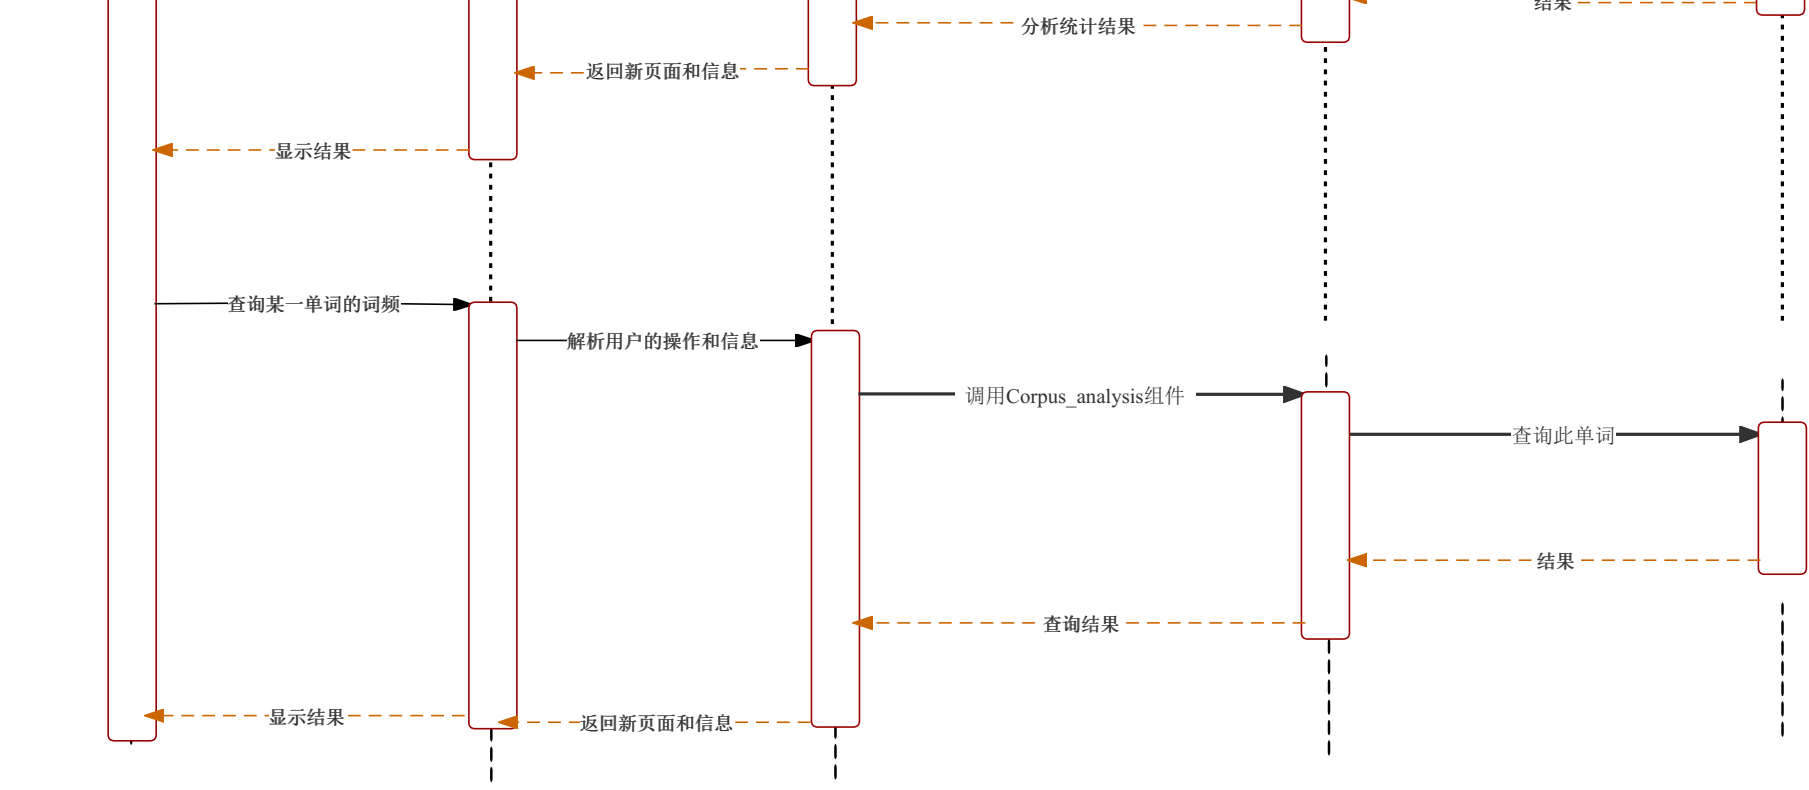 结果
分析统计结果
返回新页面和信息
显示结果
查询某一单词的词频
解析用户的操作和信息
调用Corpus_analysis组件
查询此单词
结果
查询结果
显示结果
返回新页面和信息